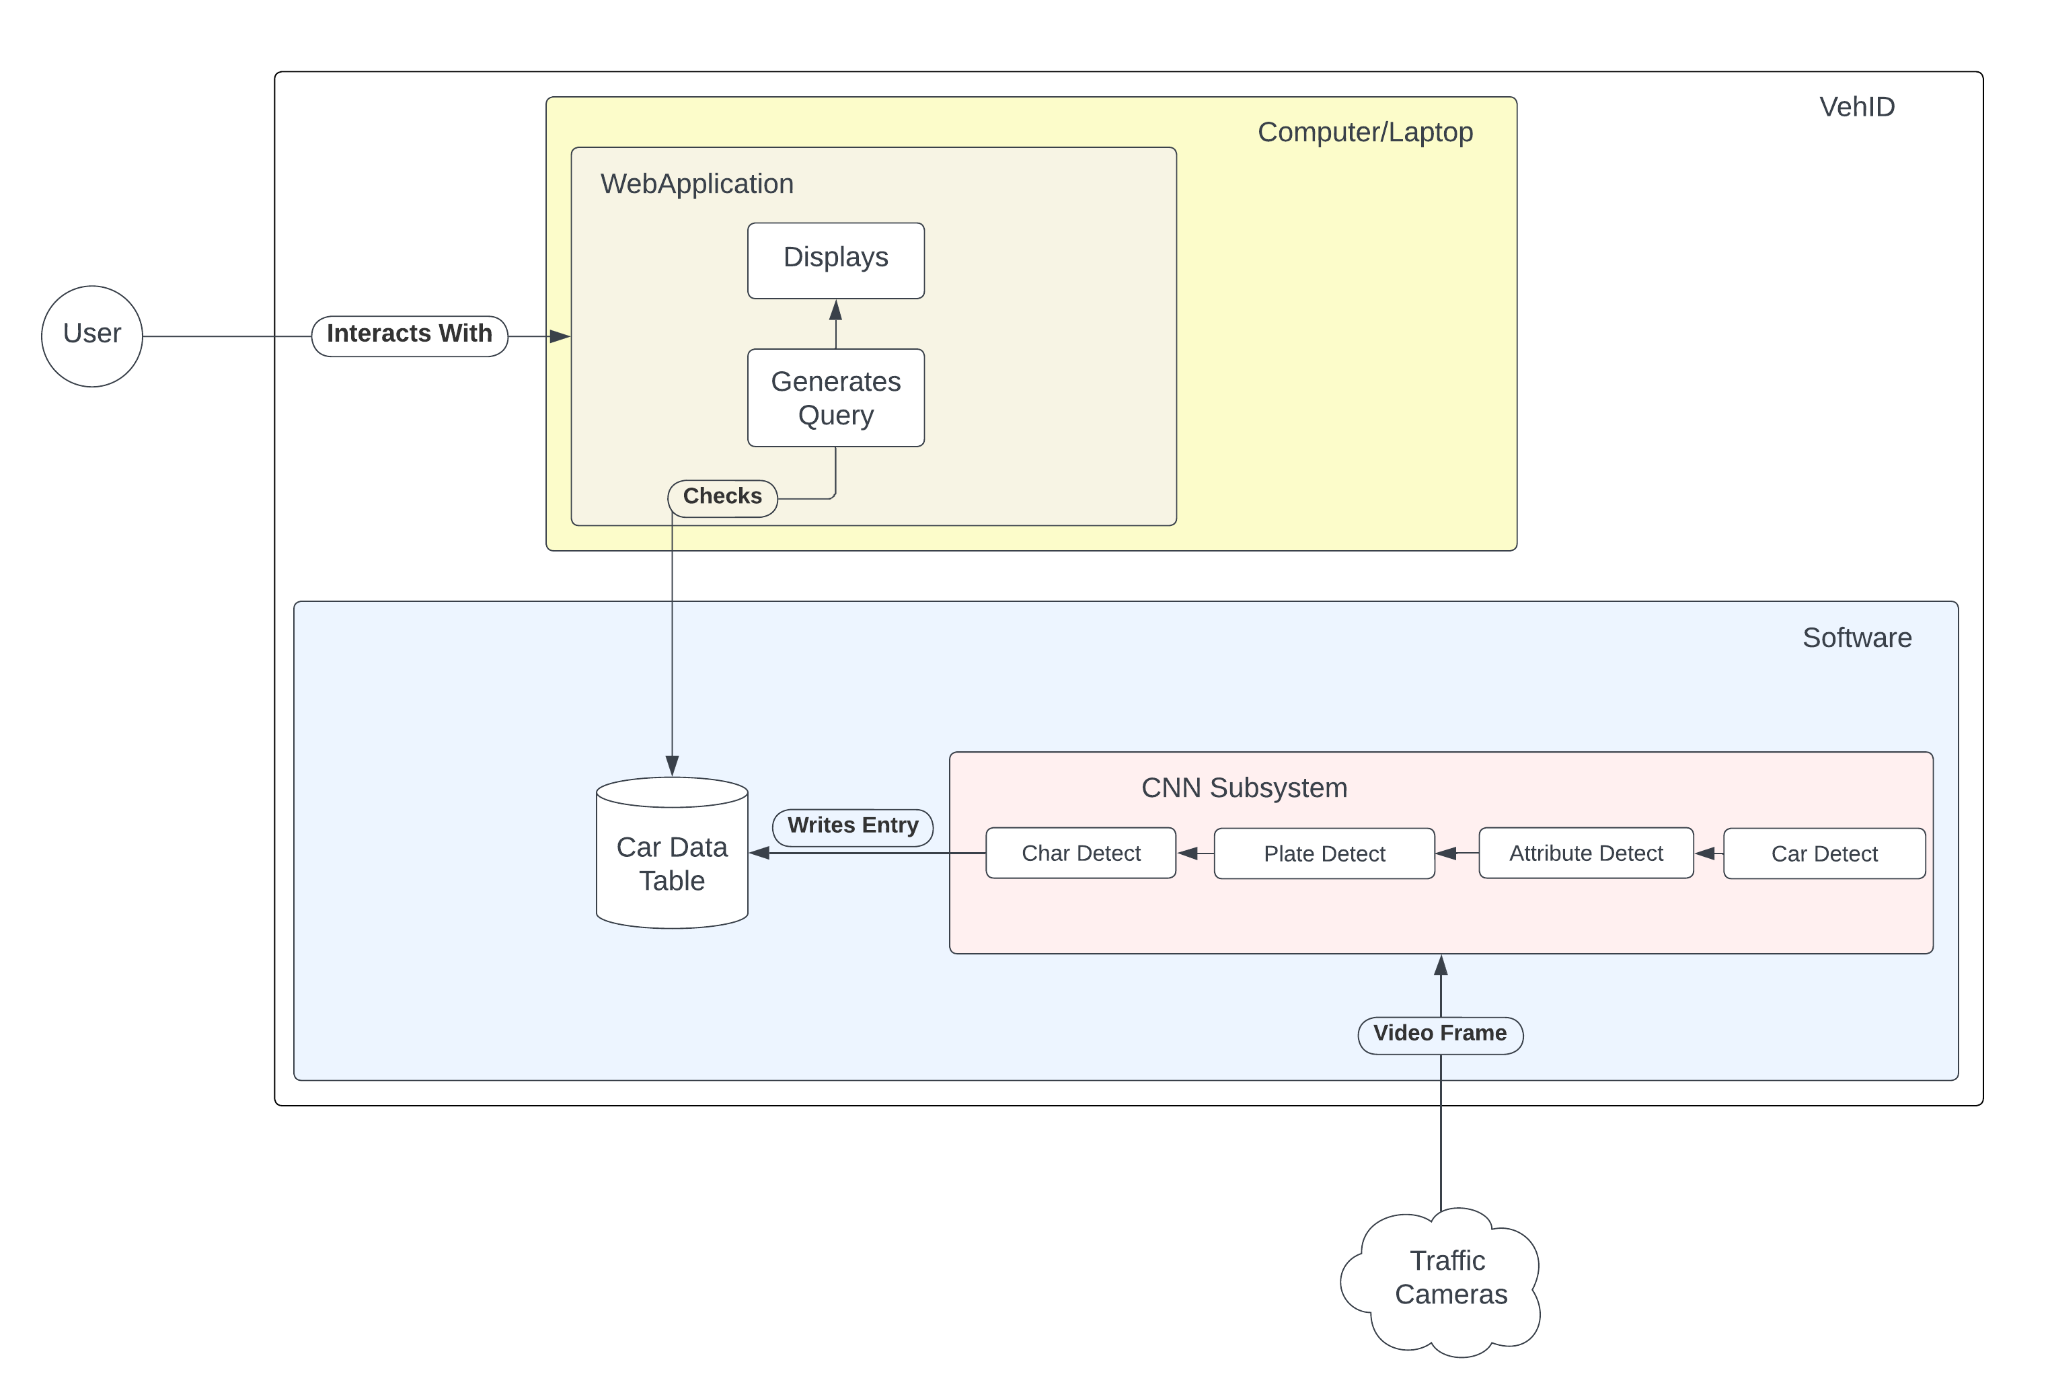 VehID
Computer/Laptop
WebApplication
Displays
User
Interacts With
Generates
Query
Checks
Software
CNN Subsystem
Writes Entry
Car Data
Table
Char Detect
Plate Detect
Attribute Detect
Car Detect
Video Frame
Traffic
Cameras